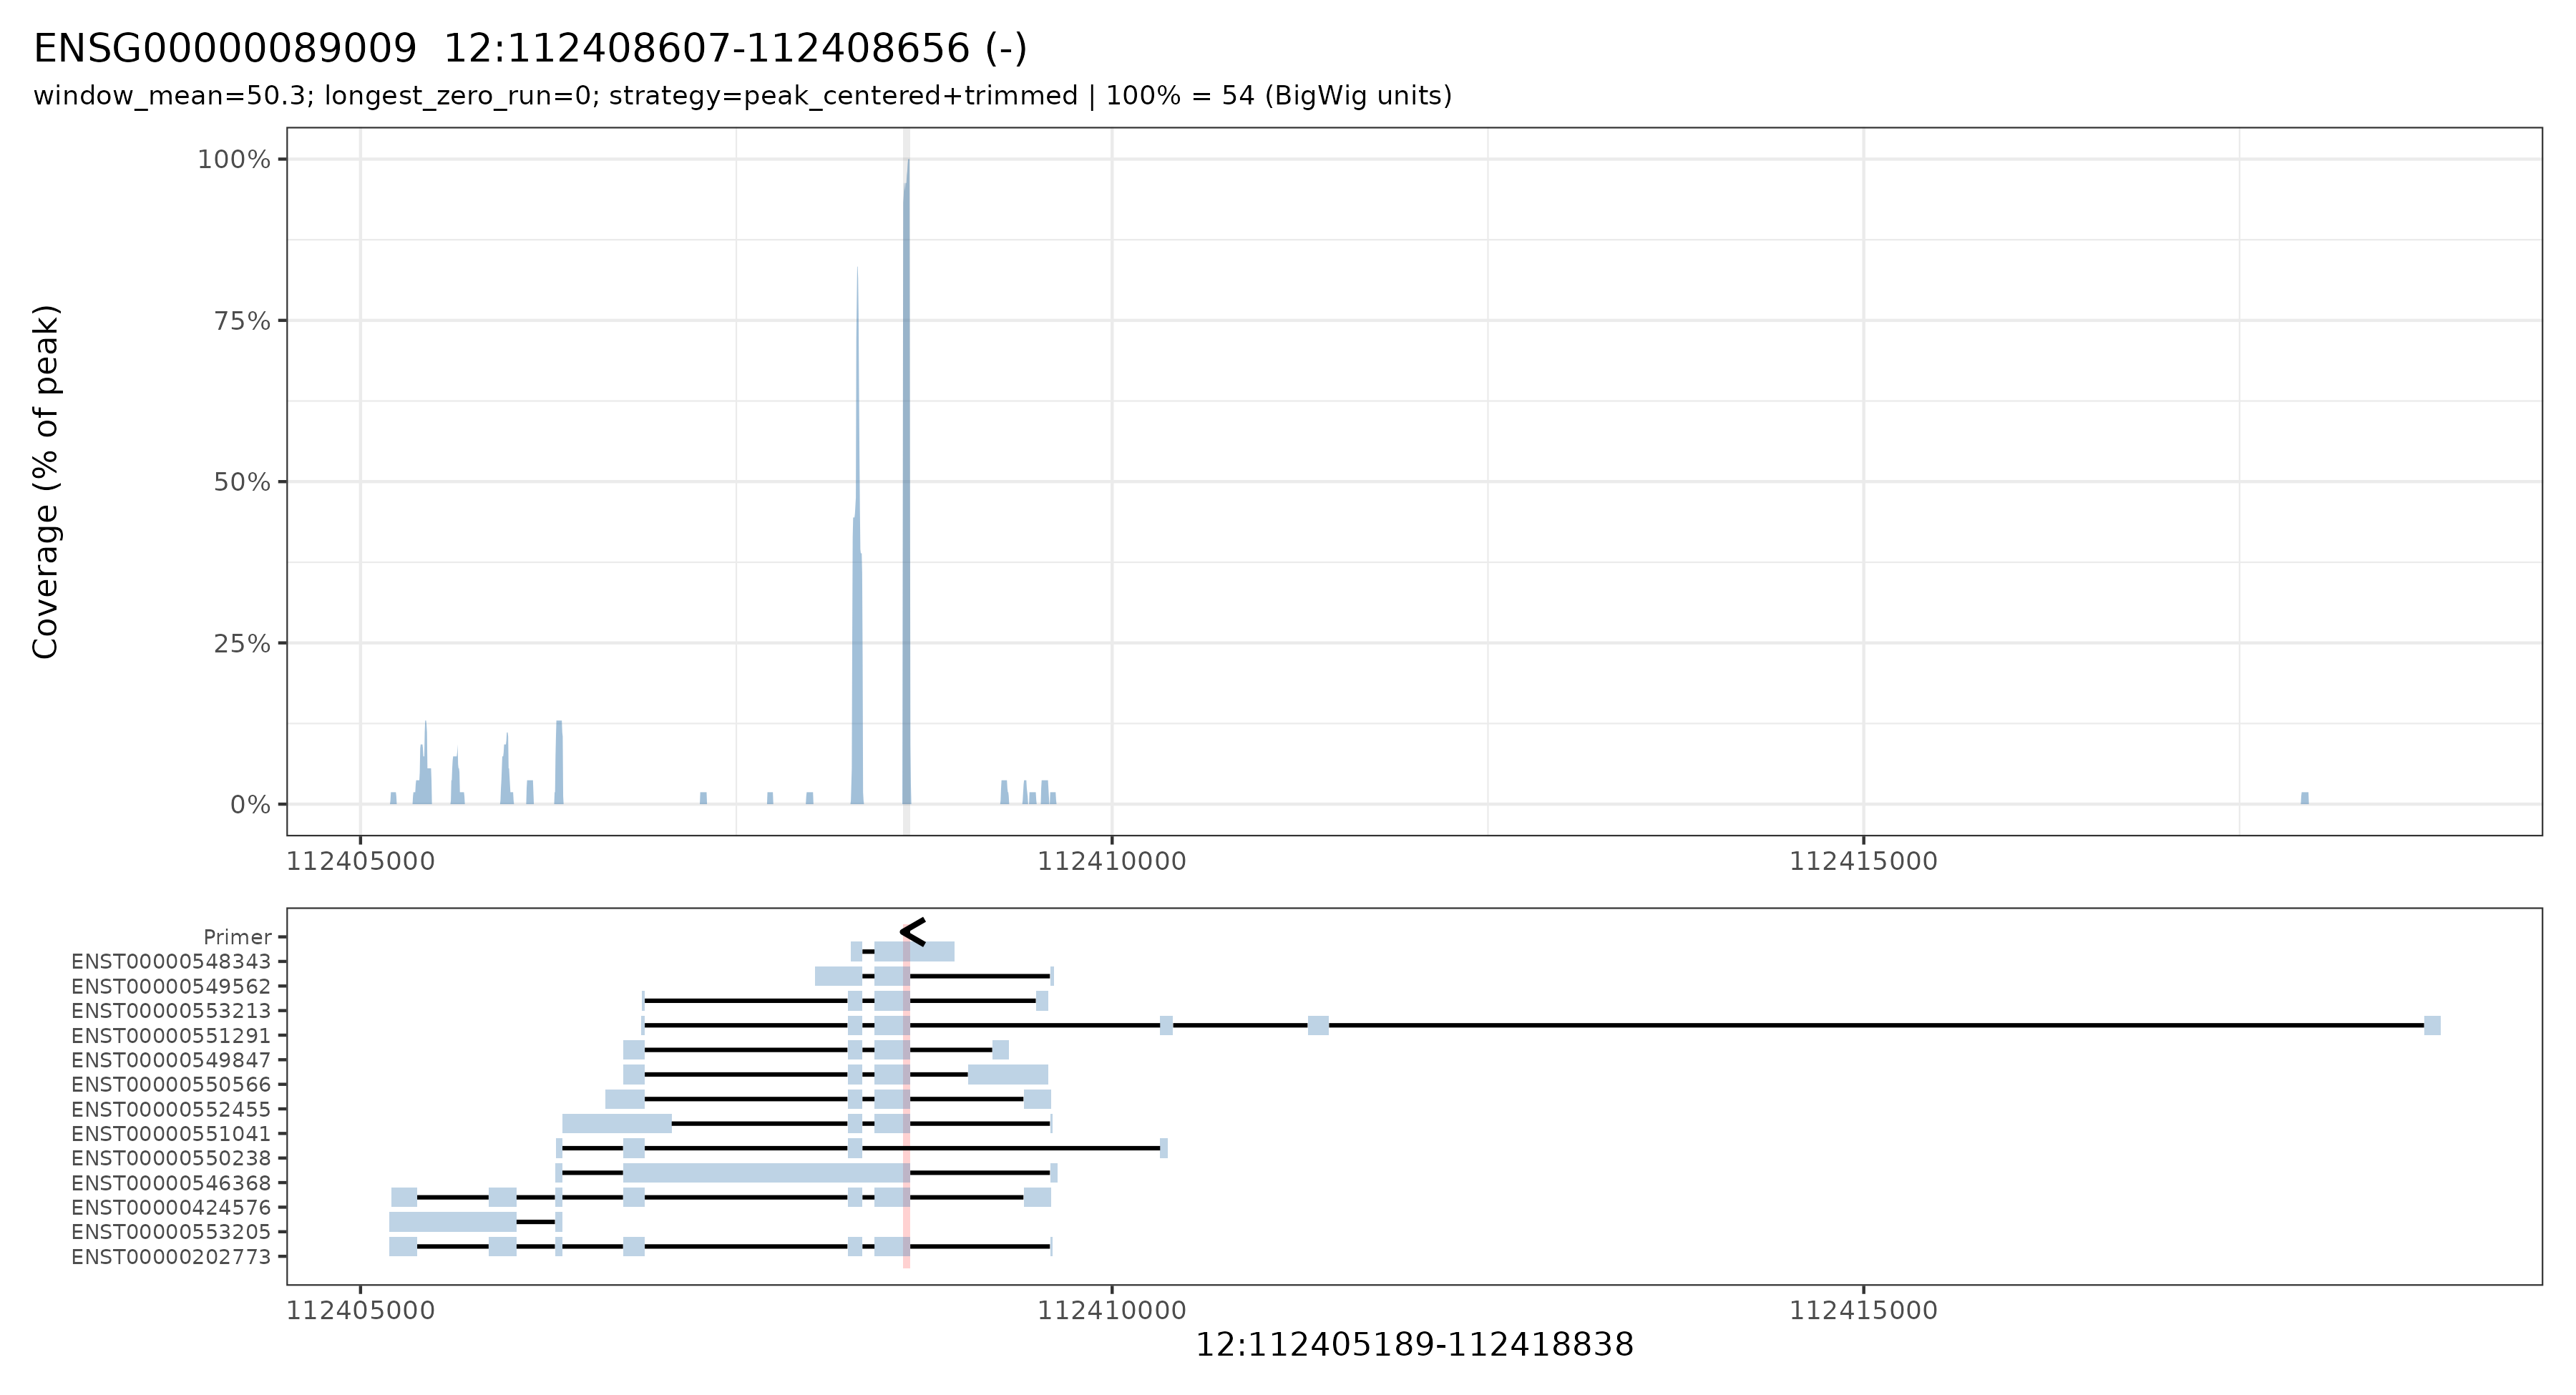 ENSG00000089009  12:112408607-112408656 (-)
window_mean=50.3; longest_zero_run=0; strategy=peak_centered+trimmed | 100% = 54 (BigWig units)
Coverage (% of peak)
100%
75%
50%
25%
0%
112405000
112410000
112415000
Primer
ENST00000548343
ENST00000549562
ENST00000553213
ENST00000551291
ENST00000549847
ENST00000550566
ENST00000552455
ENST00000551041
ENST00000550238
ENST00000546368
ENST00000424576
ENST00000553205
ENST00000202773
112405000
112410000
112415000
12:112405189-112418838